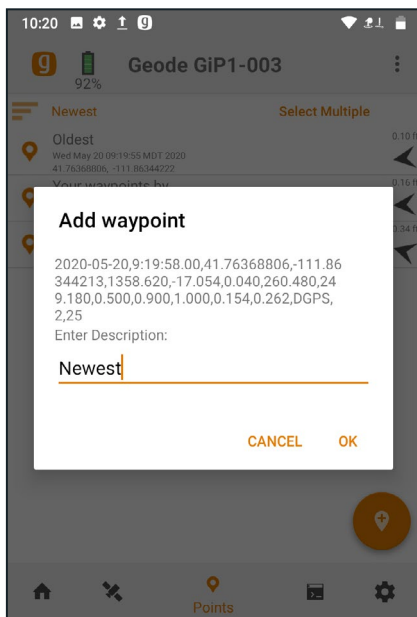 10:20
g
Geode GiP1-003
92%
Newest
Select Multiple
Oldest
0.10 ft
Wed May 20 09:19:55 MDT 2020
41.76368806, -111.86344222
Your waypoints by
0.16 ft
0.34 ft
Add waypoint
2020-05-20,9:19:58.00,41.76368806,-111.86
344213,1358.620,-17.054,0.040,260.480,24
9.180,0.500,0.900,1.000,0.154,0.262,DGPS,
2,25
Enter Description:
Newest
CANCEL
OK
Points